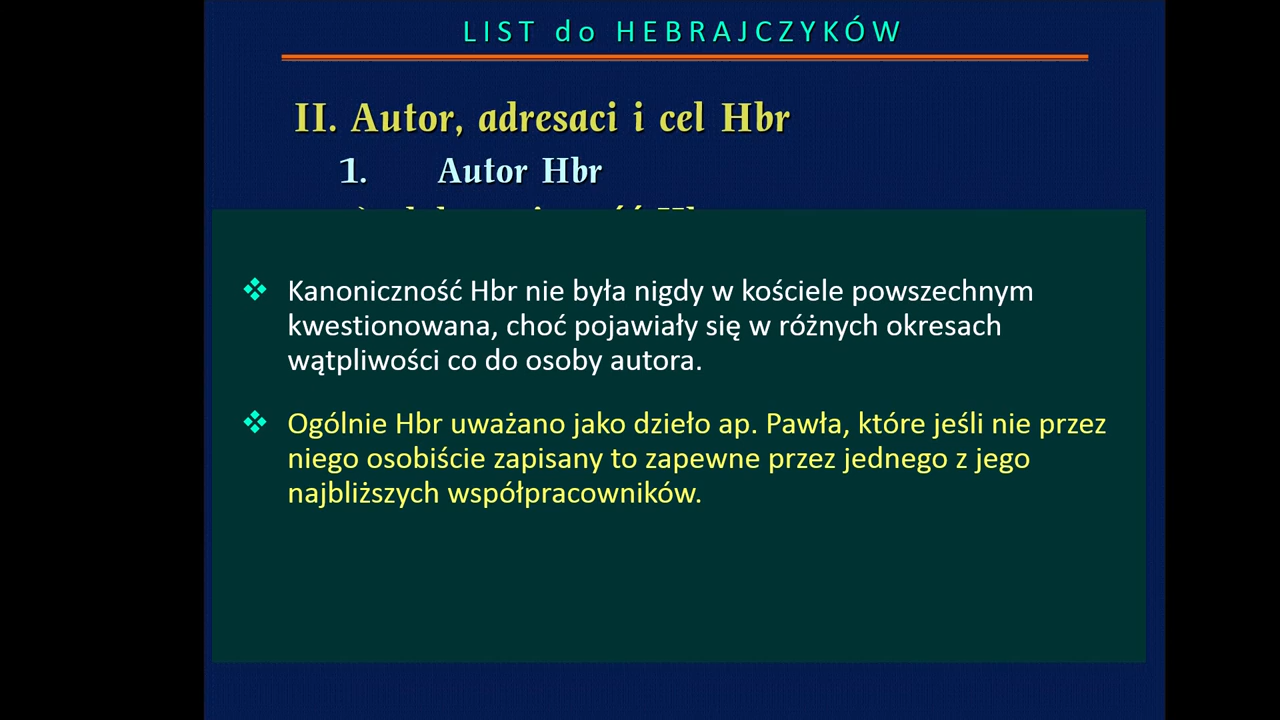 LIST do HEBRAJCZYKÓW
II. Autor, adresaci i cel Hbr
1. Autor Hbr
❖ Kanoniczność Hbr nie była nigdy w kościele powszechnym
kwestionowana, choć pojawiały się w różnych okresach
wątpliwości co do osoby autora.
❖ Ogólnie Hbr uważano jako dzieło ap. Pawła, które jeśli nie przez
niego osobiście zapisany to zapewne przez jednego z jego
najbliższych współpracowników.